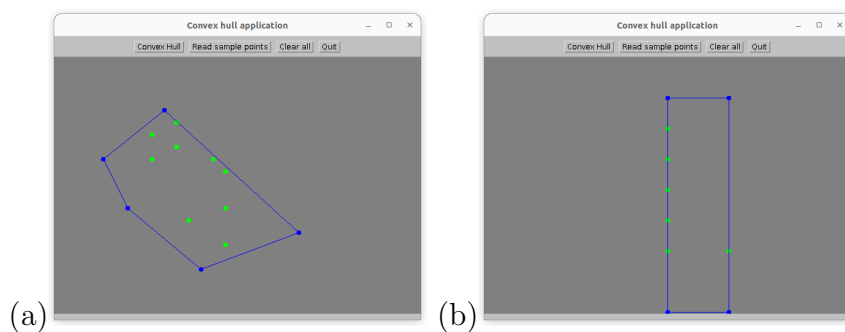 Convex hull application
Convex Hull Read sample points Clear all Quit
(a)
Convex hull application
Convex Hull Read sample points Clear all Quit
(b)